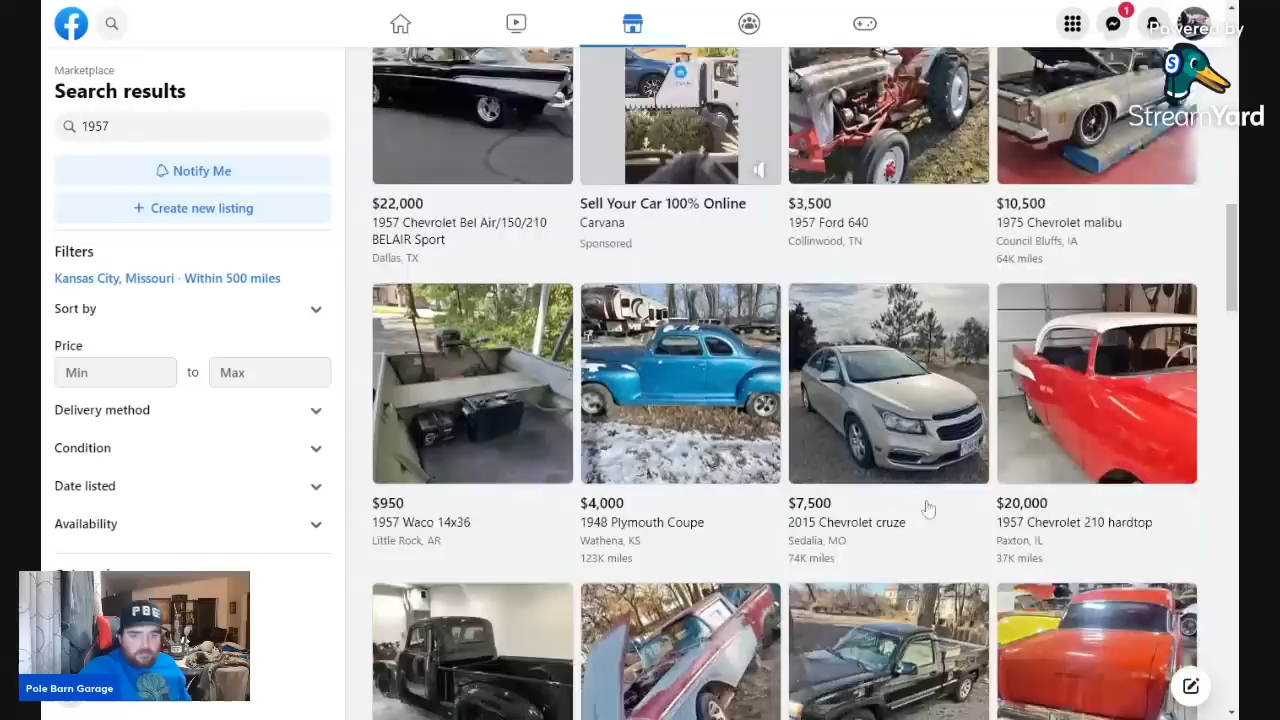 1
Powered by
StreamYard
Marketplace
Search results
1957
Notify Me
+ Create new listing
Filters
Kansas City, Missouri · Within 500 miles
Sort by
Price
Min
to
Max
Delivery method
Condition
Date listed
Availability
$22,000
1957 Chevrolet Bel Air/150/210
BELAIR Sport
Dallas, TX
Sell Your Car 100% Online
Carvana
Sponsored
$3,500
1957 Ford 640
Collinwood, TN
$10,500
1975 Chevrolet malibu
Council Bluffs, IA
64K miles
$950
1957 Waco 14x36
Little Rock, AR
$4,000
1948 Plymouth Coupe
Wathena, KS
123K miles
$7,500
2015 Chevrolet cruze
Sedalia, MO
74K miles
$20,000
1957 Chevrolet 210 hardtop
Paxton, IL
37K miles
PBG
Pole Barn Garage